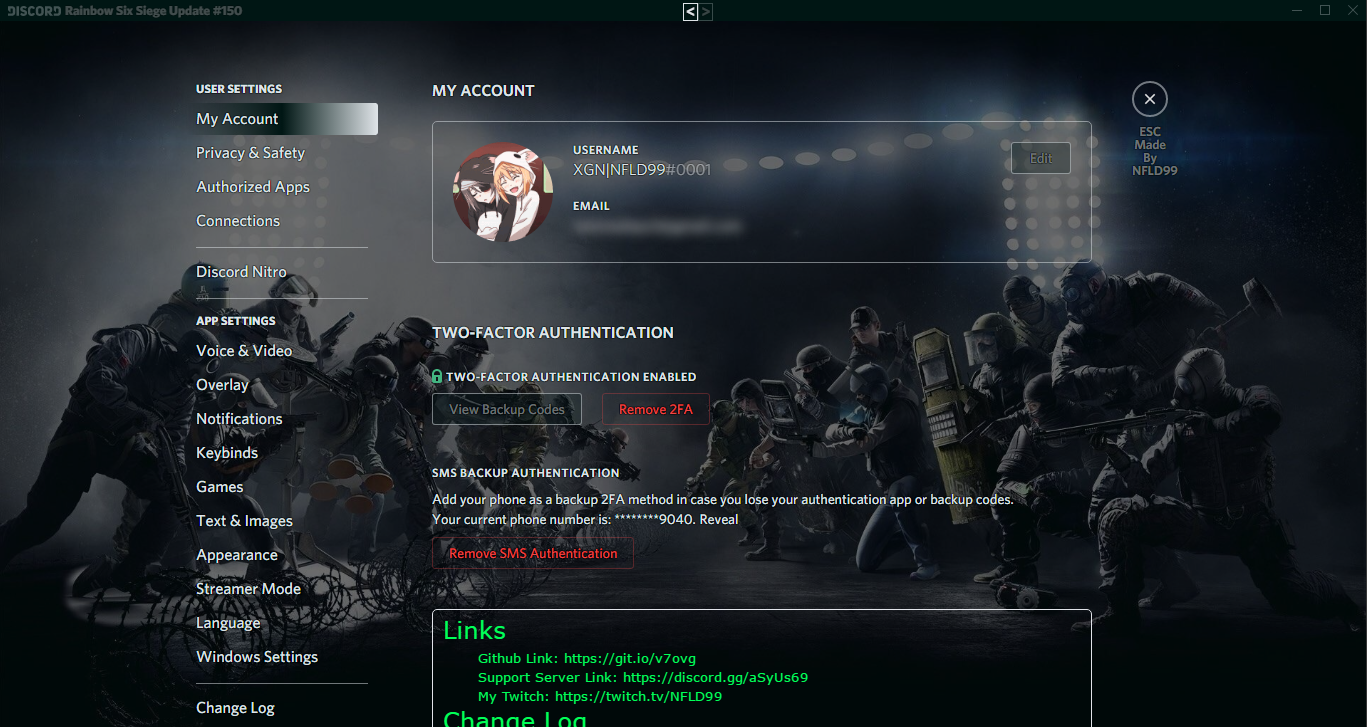 DISCORD Rainbow Six Siege Update #150
< >
USER SETTINGS
My Account
Privacy & Safety
Authorized Apps
Connections
Discord Nitro
APP SETTINGS
Voice & Video
Overlay
Notifications
Keybinds
Games
Text & Images
Appearance
Streamer Mode
Language
Windows Settings
Change Log
MY ACCOUNT
USERNAME
XGN|NFLD99#0001
Edit
EMAIL
TWO-FACTOR AUTHENTICATION
TWO-FACTOR AUTHENTICATION ENABLED
View Backup Codes
Remove 2FA
SMS BACKUP AUTHENTICATION
Add your phone as a backup 2FA method in case you lose your authentication app or backup codes.
Your current phone number is: ********9040. Reveal
Remove SMS Authentication
Links
Github Link: https://git.io/v7ovg
Support Server Link: https://discord.gg/aSyUs69
My Twitch: https://twitch.tv/NFLD99
Change Log
ESC
Made
By
NFLD99